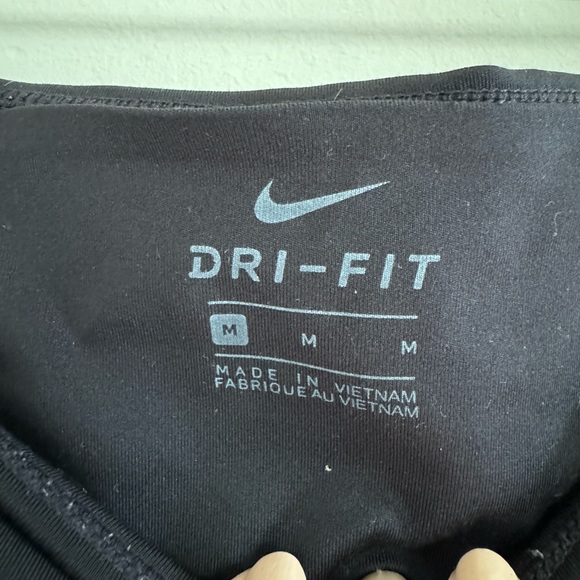 DRI-FIT
M M M
MADE IN VIETNAM
FABRIQUE AU VIETNAM